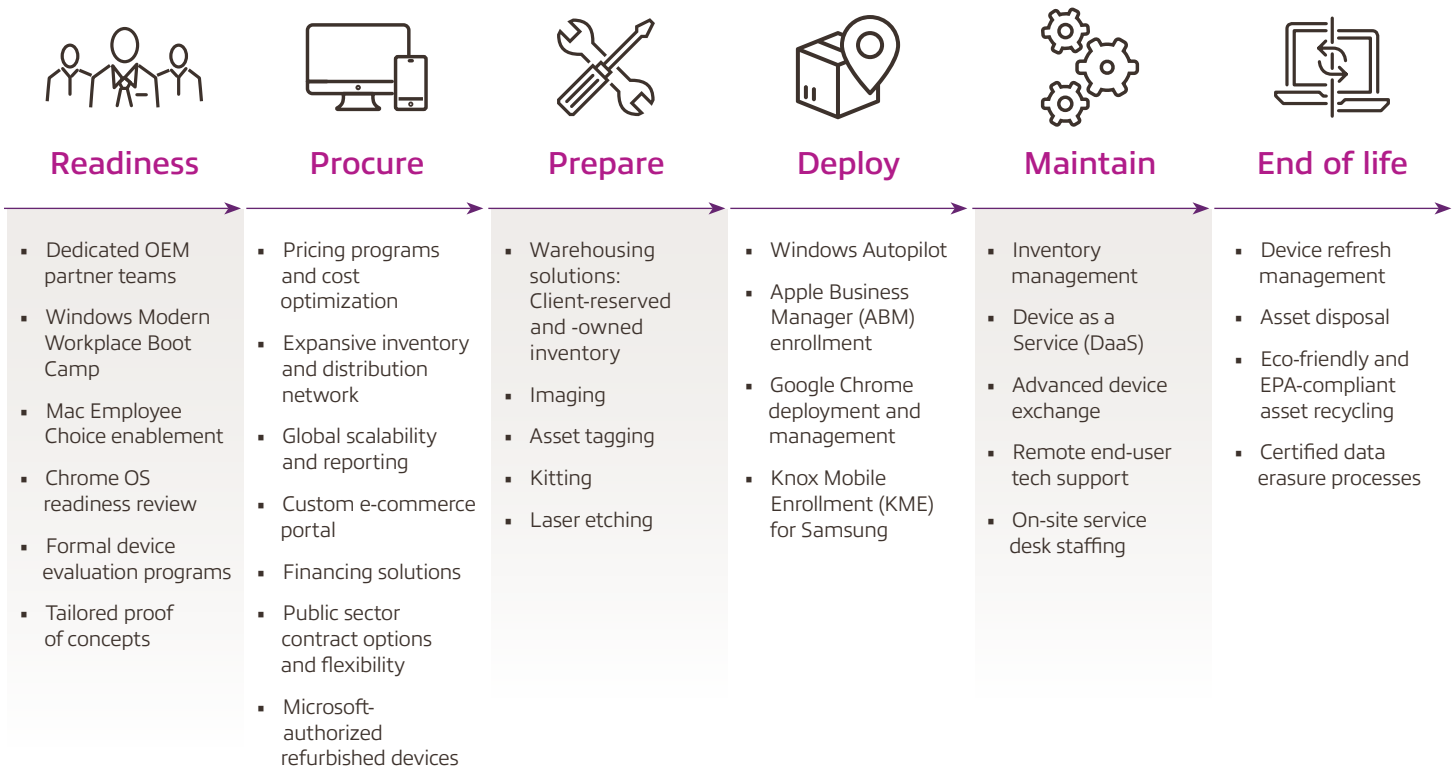 Readiness
Dedicated OEM
partner teams
Windows Modern
Workplace Boot
Camp
Mac Employee
Choice enablement
Chrome OS
readiness review
Formal device
evaluation programs
Tailored proof
of concepts
Procure
Pricing programs
and cost
optimization
Expansive inventory
and distribution
network
Global scalability
and reporting
Custom e-commerce
portal
Financing solutions
Public sector
contract options
and flexibility
Microsoft-
authorized
refurbished devices
Prepare
Warehousing
solutions:
Client-reserved
and -owned
inventory
Imaging
Asset tagging
Kitting
Laser etching
Deploy
Windows Autopilot
Apple Business
Manager (ABM)
enrollment
Google Chrome
deployment and
management
Knox Mobile
Enrollment (KME)
for Samsung
Maintain
Inventory
management
Device as a
Service (DaaS)
Advanced device
exchange
Remote end-user
tech support
On-site service
desk staffing
End of life
Device refresh
management
Asset disposal
Eco-friendly and
EPA-compliant
asset recycling
Certified data
erasure processes